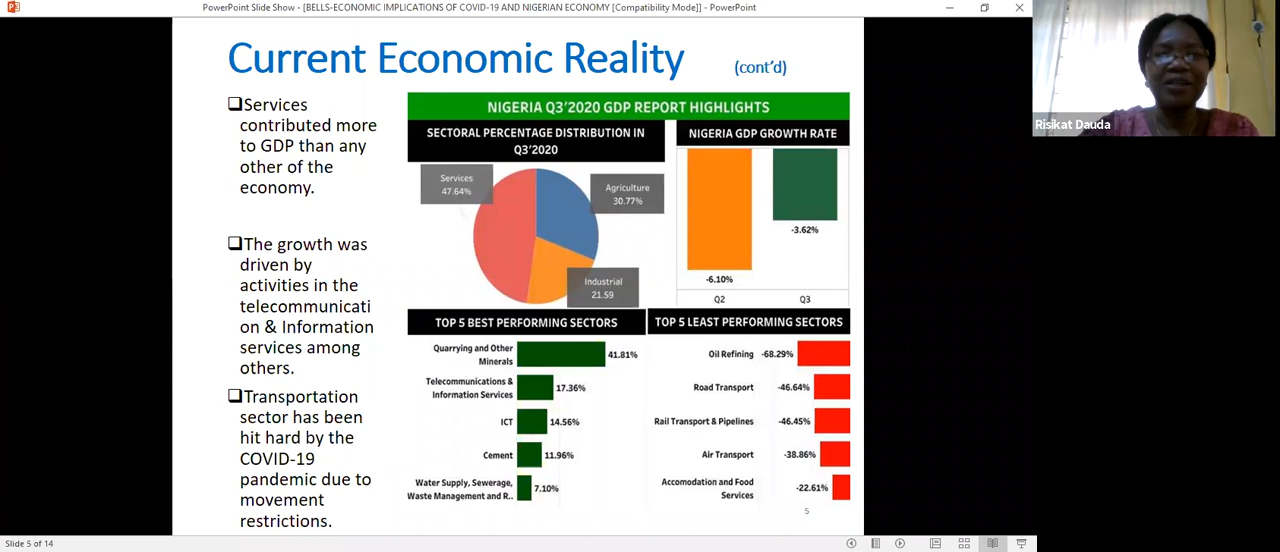 PowerPoint Slide Show - [BELLS-ECONOMIC IMPLICATIONS OF COVID-19 AND NIGERIAN ECONOMY [Compatibility Mode]] - PowerPoint
Risikat Dauda
Current Economic Reality (cont'd)
❑Services
contributed more
to GDP than any
other of the
economy.
❑The growth was
driven by
activities in the
telecommunicati
on & Information
services among
others.
❑Transportation
sector has been
hit hard by the
COVID-19
pandemic due to
movement
restrictions.
NIGERIA Q3'2020 GDP REPORT HIGHLIGHTS
SECTORAL PERCENTAGE DISTRIBUTION IN
Q3'2020
Services
47.64%
Agriculture
30.77%
Industrial
21.59
NIGERIA GDP GROWTH RATE
-3.62%
-6.10%
Q2 Q3
TOP 5 BEST PERFORMING SECTORS
Quarrying and Other
Minerals
41.81%
Telecommunications &
Information Services
17.36%
ICT 14.56%
Cement 11.96%
Water Supply, Sewerage,
Waste Management and R..
7.10%
TOP 5 LEAST PERFORMING SECTORS
Oil Refining -68.29%
Road Transport -46.64%
Rail Transport & Pipelines -46.45%
Air Transport -38.86%
Accomodation and Food
Services
-22.61%
5
Slide 5 of 14